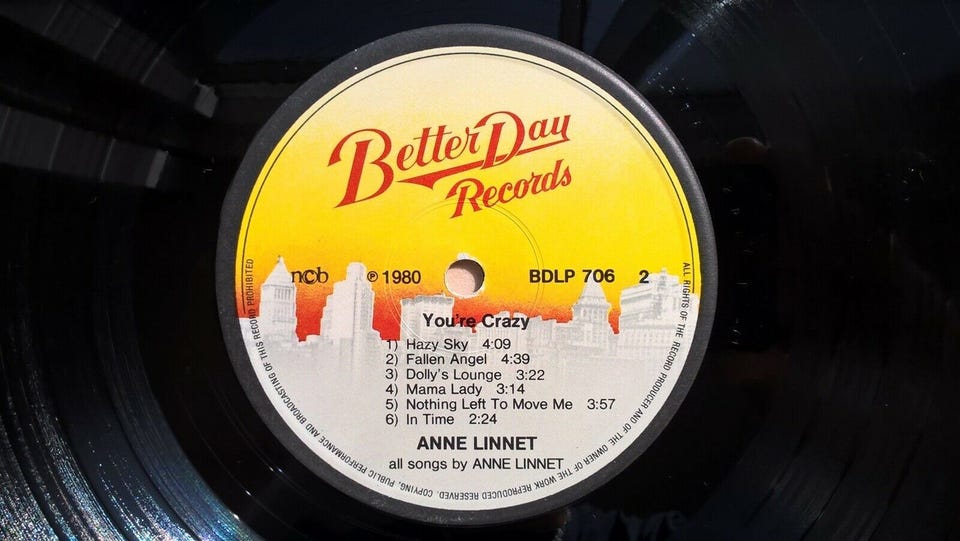 Better Day
Records
ncb
℗ 1980
BDLP 706 2
You're Crazy
1) Hazy Sky 4:09
2) Fallen Angel 4:39
3) Dolly's Lounge 3:22
4) Mama Lady 3:14
5) Nothing Left To Move Me 3:57
6) In Time 2:24
ANNE LINNET
all songs by ANNE LINNET
ALL RIGHTS OF THE RECORD PRODUCER AND OF THE OWNER OF THE WORK REPRODUCED RESERVED. COPYING, PUBLIC PERFORMANCE AND BROADCASTING OF THIS RECORD PROHIBITED